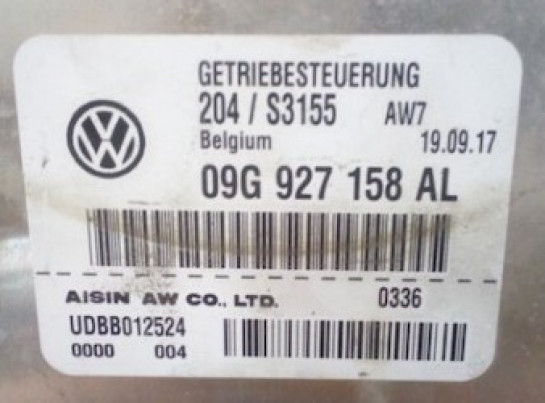 GETRIEBESTEUERUNG
204 / S3155 AW7
Belgium 19.09.17
09G 927 158 AL
AISIN AW CO., LTD. 0336
UDBB012524
0000 004